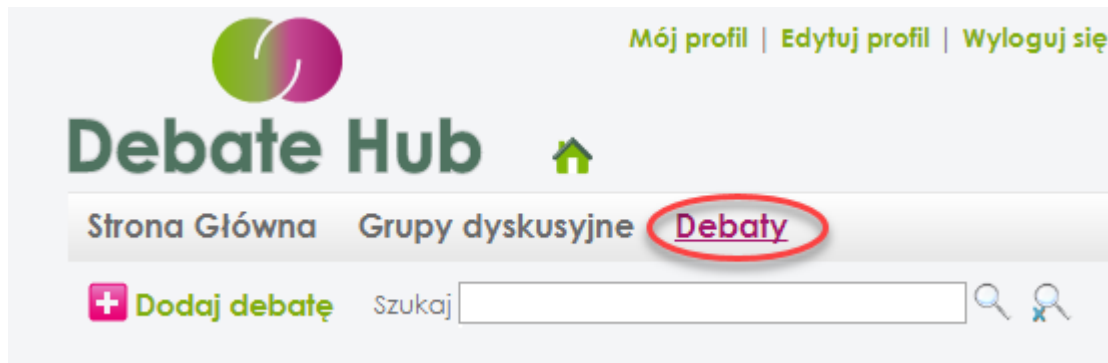 Mój profil | Edytuj profil | Wyloguj się
Debate Hub
Strona Główna Grupy dyskusyjne Debaty
Dodaj debatę Szukaj